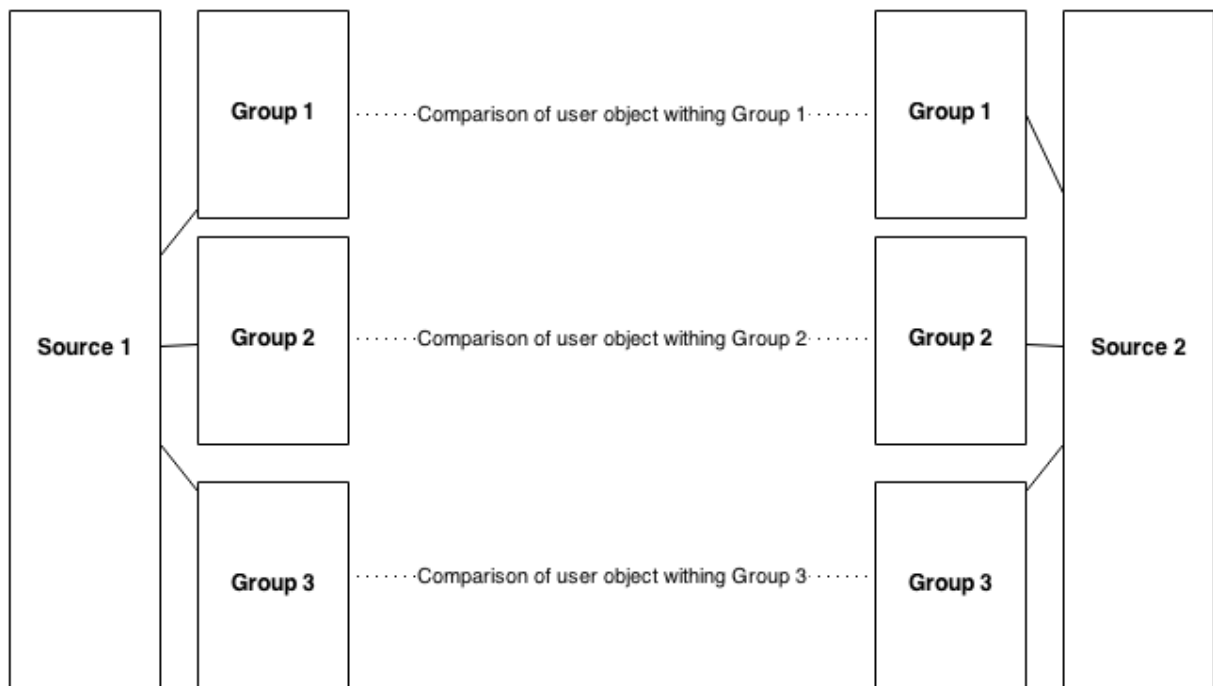 Group 1
Comparison of user object withing Group 1
Group 1
Group 2
Comparison of user object withing Group 2
Group 2
Source 1
Source 2
Group 3
Comparison of user object withing Group 3
Group 3